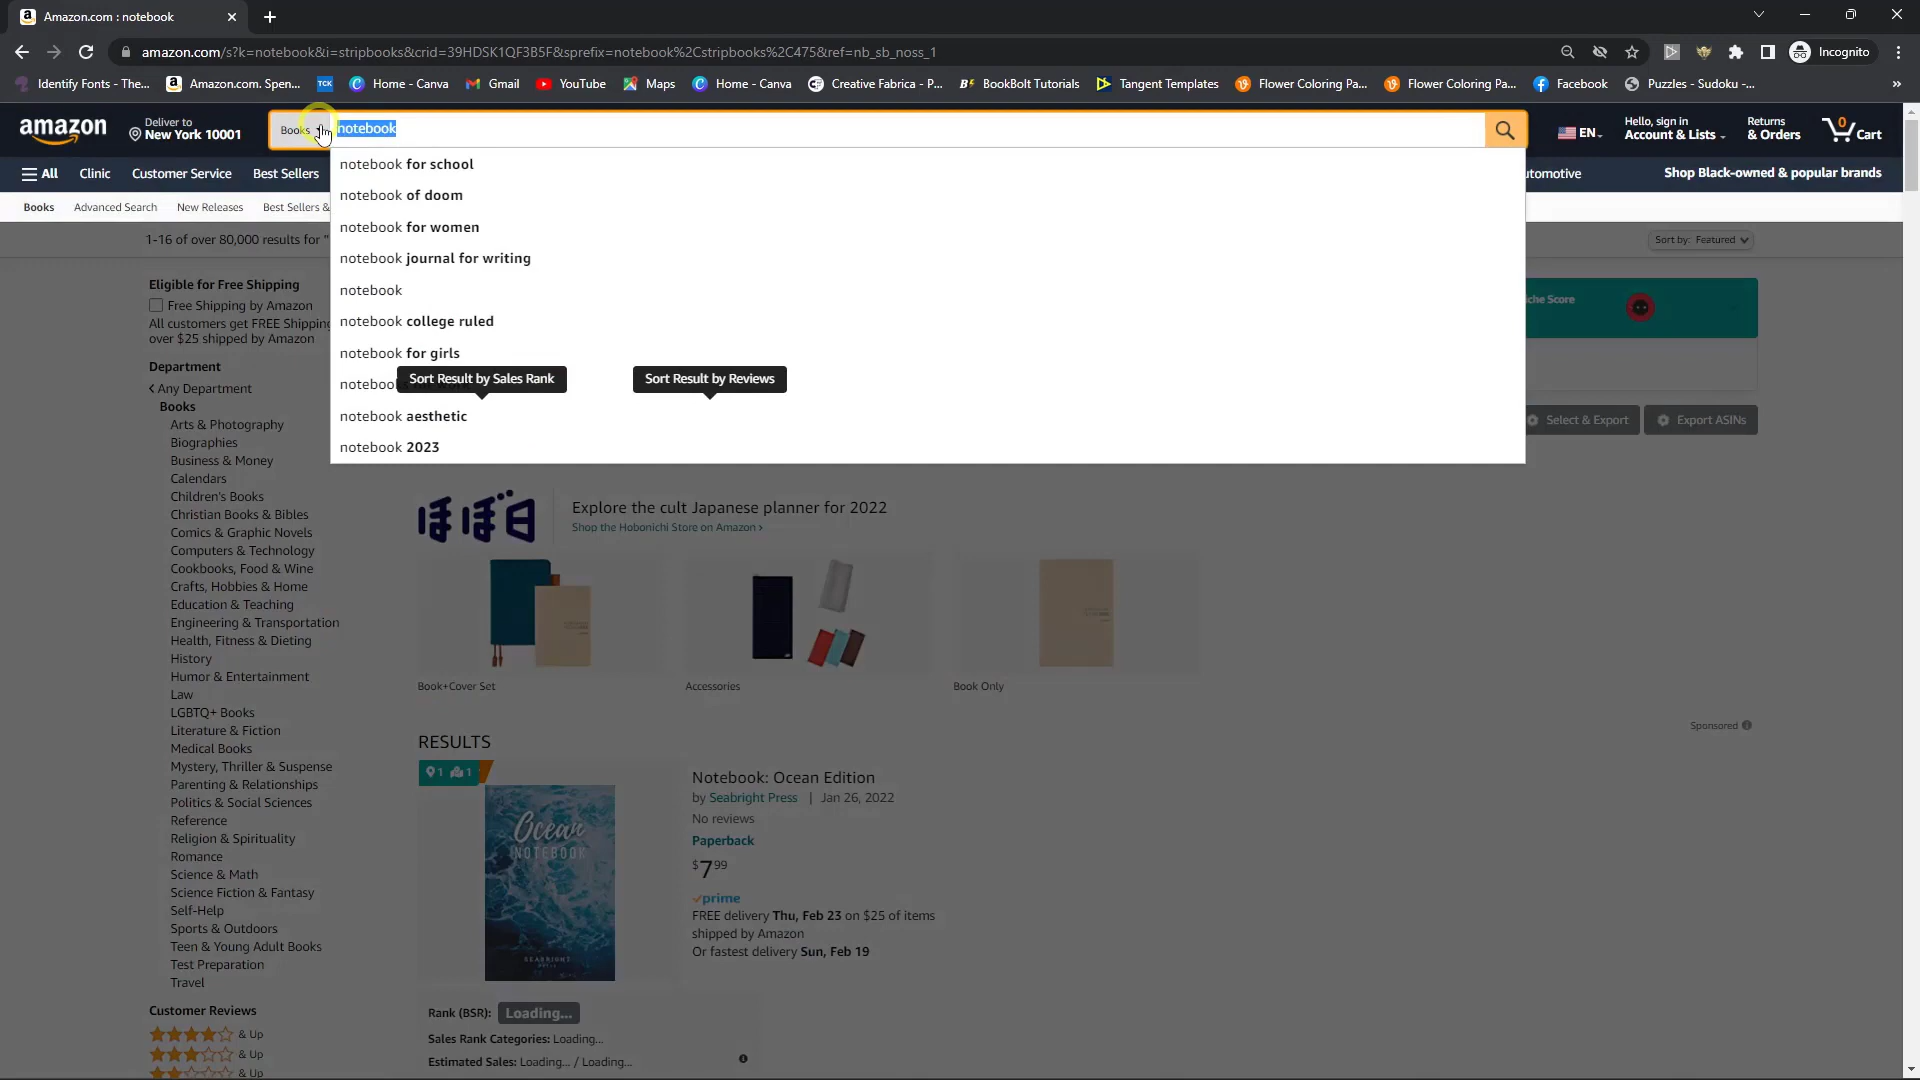 Amazon.com : notebook
amazon.com/s?k=notebook&i=stripbooks&crid=39HDSK1QF3B5F&sprefix=notebook%2Cstripbooks%2C475&ref=nb_sb_noss_1
Incognito
Identify Fonts - The... Amazon.com. Spen... TCK Home - Canva Gmail YouTube Maps Home - Canva Creative Fabrica - P... BookBolt Tutorials Tangent Templates Flower Coloring Pa... Flower Coloring Pa... Facebook Puzzles - Sudoku -... »
amazon
Deliver to
New York 10001
Books
notebook
EN
Hello, sign in
Account & Lists
Returns
& Orders
0
Cart
All Clinic Customer Service Best Sellers
utomotive
Shop Black-owned & popular brands
Books Advanced Search New Releases Best Sellers &
notebook for school
notebook of doom
notebook for women
notebook journal for writing
notebook
notebook college ruled
notebook for girls
notebook
notebook aesthetic
notebook 2023
Sort Result by Sales Rank
Sort Result by Reviews
1-16 of over 80,000 results for "
Sort by: Featured
iche Score
Select & Export
Export ASINs
Eligible for Free Shipping
Free Shipping by Amazon
All customers get FREE Shipping
over $25 shipped by Amazon
Department
Any Department
Books
Arts & Photography
Biographies
Business & Money
Calendars
Children's Books
Christian Books & Bibles
Comics & Graphic Novels
Computers & Technology
Cookbooks, Food & Wine
Crafts, Hobbies & Home
Education & Teaching
Engineering & Transportation
Health, Fitness & Dieting
History
Humor & Entertainment
Law
LGBTQ+ Books
Literature & Fiction
Medical Books
Mystery, Thriller & Suspense
Parenting & Relationships
Politics & Social Sciences
Reference
Religion & Spirituality
Romance
Science & Math
Science Fiction & Fantasy
Self-Help
Sports & Outdoors
Teen & Young Adult Books
Test Preparation
Travel
Customer Reviews
& Up
& Up
& Up
ほぼ日
Explore the cult Japanese planner for 2022
Shop the Hobonichi Store on Amazon ›
Book+Cover Set
Accessories
Book Only
Sponsored
RESULTS
1 1
Ocean
NOTEBOOK
Notebook: Ocean Edition
by Seabright Press | Jan 26, 2022
No reviews
Paperback
$7.99
prime
FREE delivery Thu, Feb 23 on $25 of items
shipped by Amazon
Or fastest delivery Sun, Feb 19
Rank (BSR): Loading...
Sales Rank Categories: Loading...
Estimated Sales: Loading... / Loading...